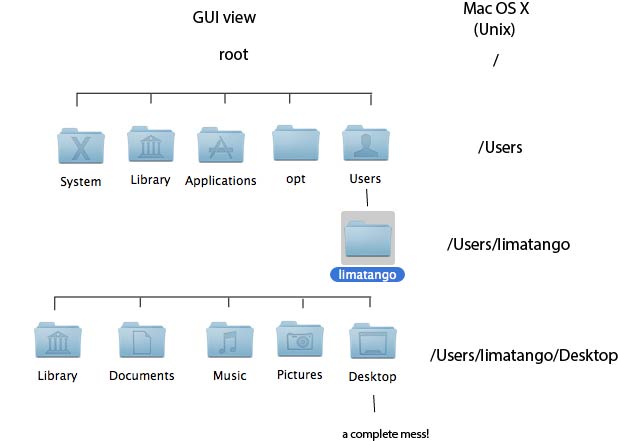 GUI view
Mac OS X
(Unix)
root
/
System
Library
Applications
opt
Users
/Users
limatango
/Users/limatango
Library
Documents
Music
Pictures
Desktop
/Users/limatango/Desktop
a complete mess!